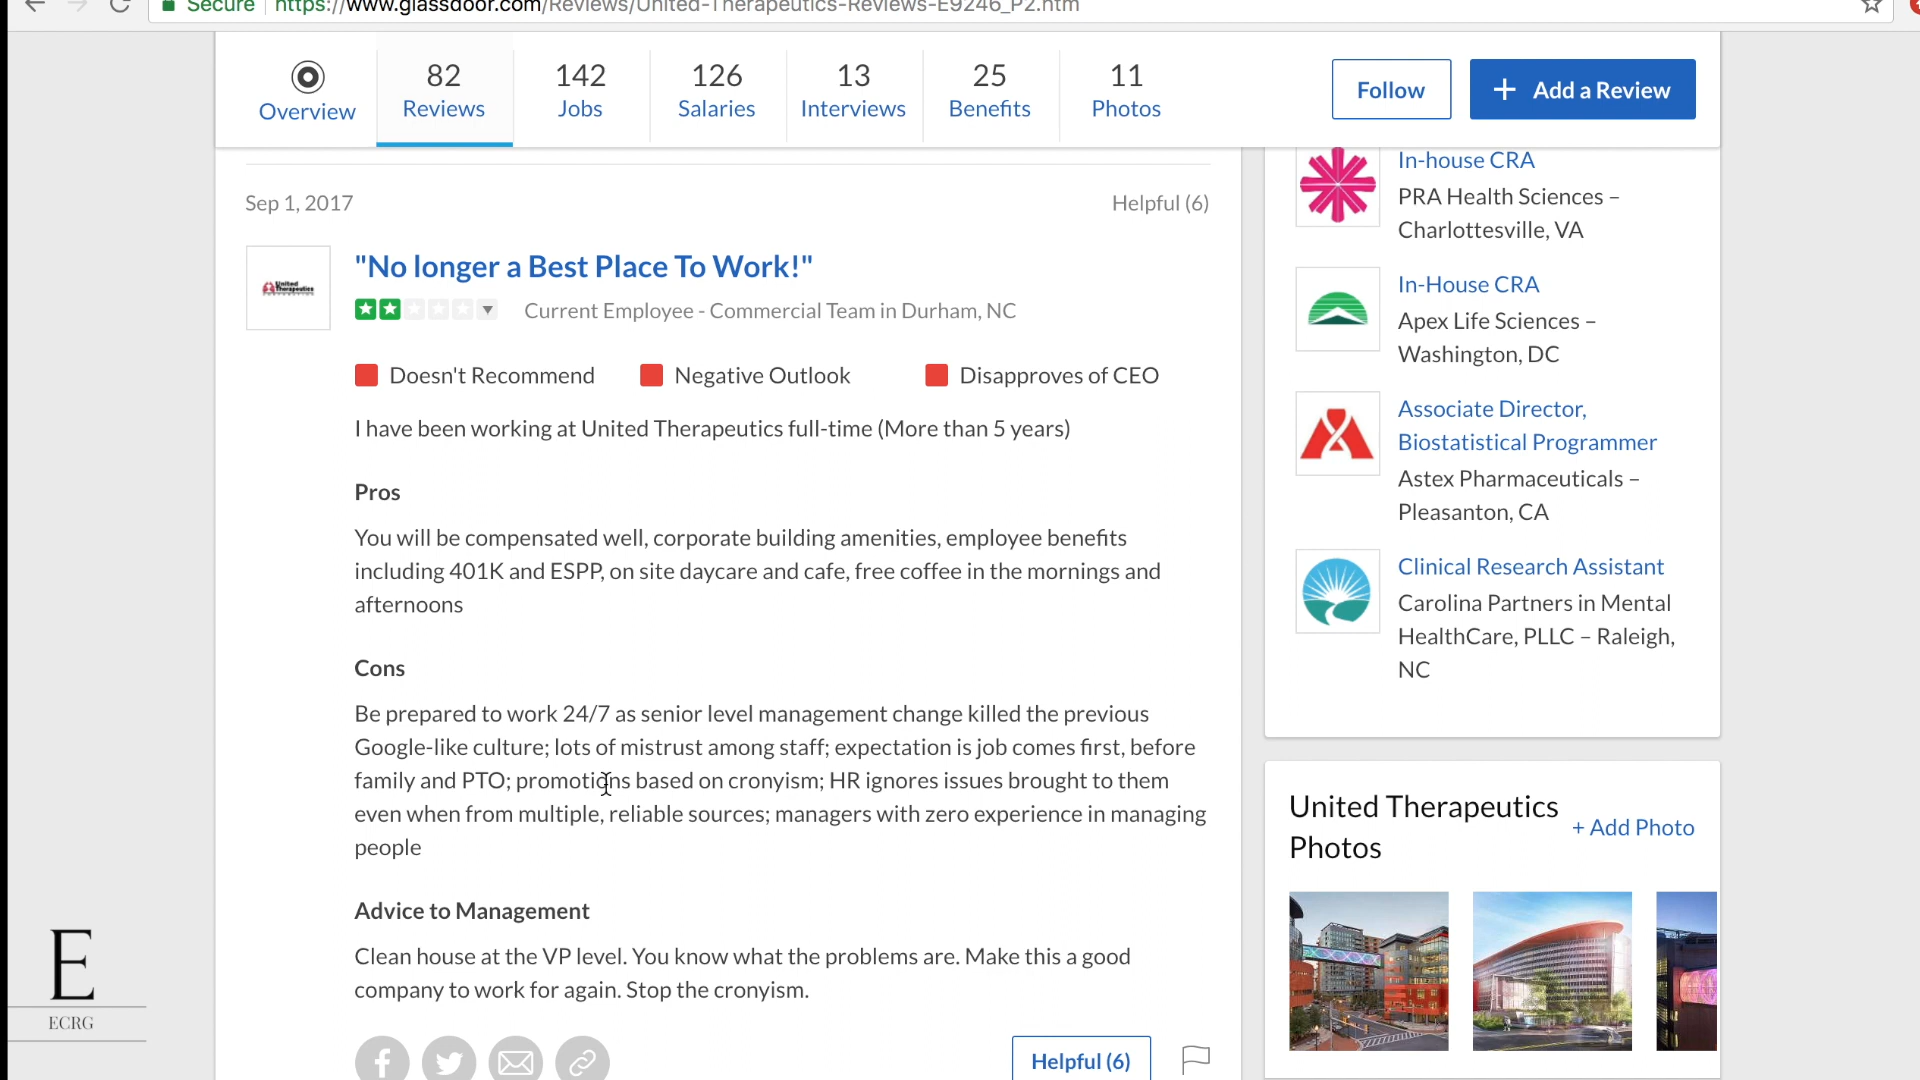 Secure https://www.glassdoor.com/Reviews/United-Therapeutics-Reviews-E9246_P2.htm
Overview
82
Reviews
142
Jobs
126
Salaries
13
Interviews
25
Benefits
11
Photos
Follow
+ Add a Review
Sep 1, 2017
Helpful (6)
United
Therapeutics
"No longer a Best Place To Work!"
Current Employee - Commercial Team in Durham, NC
Doesn't Recommend
Negative Outlook
Disapproves of CEO
I have been working at United Therapeutics full-time (More than 5 years)
Pros
You will be compensated well, corporate building amenities, employee benefits
including 401K and ESPP, on site daycare and cafe, free coffee in the mornings and
afternoons
Cons
Be prepared to work 24/7 as senior level management change killed the previous
Google-like culture; lots of mistrust among staff; expectation is job comes first, before
family and PTO; promotions based on cronyism; HR ignores issues brought to them
even when from multiple, reliable sources; managers with zero experience in managing
people
Advice to Management
Clean house at the VP level. You know what the problems are. Make this a good
company to work for again. Stop the cronyism.
Helpful (6)
In-house CRA
PRA Health Sciences –
Charlottesville, VA
In-House CRA
Apex Life Sciences –
Washington, DC
Associate Director,
Biostatistical Programmer
Astex Pharmaceuticals –
Pleasanton, CA
Clinical Research Assistant
Carolina Partners in Mental
HealthCare, PLLC – Raleigh,
NC
United Therapeutics
Photos
+ Add Photo
E
ECRG